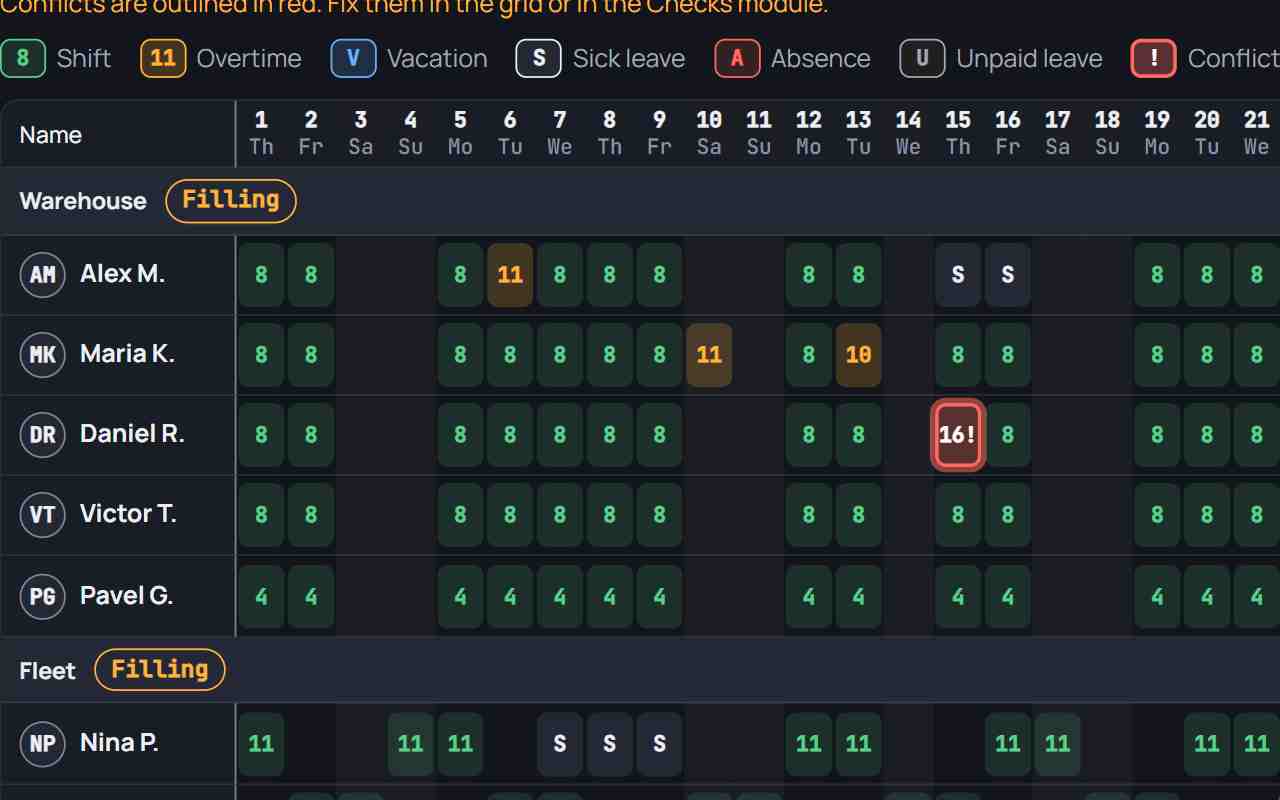 Conflicts are outlined in red. Fix them in the grid or in the Checks module.
8 Shift 11 Overtime V Vacation S Sick leave A Absence U Unpaid leave ! Conflict
Name 1 2 3 4 5 6 7 8 9 10 11 12 13 14 15 16 17 18 19 20 21
Th Fr Sa Su Mo Tu We Th Fr Sa Su Mo Tu We Th Fr Sa Su Mo Tu We
Warehouse Filling
AM Alex M. 8 8 8 11 8 8 8 8 8 S S 8 8 8
MK Maria K. 8 8 8 8 8 8 8 11 8 10 8 8 8 8 8
DR Daniel R. 8 8 8 8 8 8 8 8 8 16! 8 8 8 8
VT Victor T. 8 8 8 8 8 8 8 8 8 8 8 8 8 8
PG Pavel G. 4 4 4 4 4 4 4 4 4 4 4 4 4 4
Fleet Filling
NP Nina P. 11 11 11 S S S 11 11 11 11 11 11